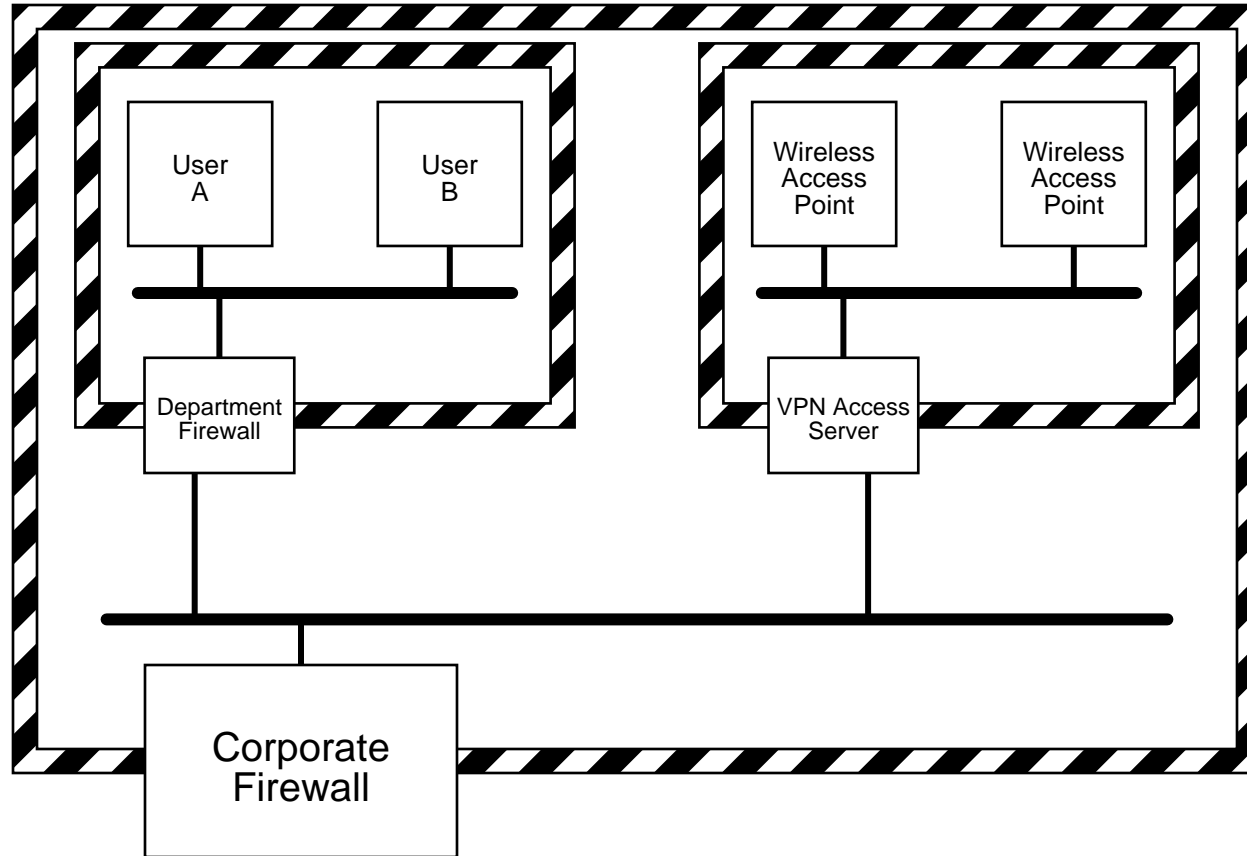 User
A
User
B
Wireless
Access
Point
Wireless
Access
Point
Department
Firewall
VPN Access
Server
Corporate
Firewall